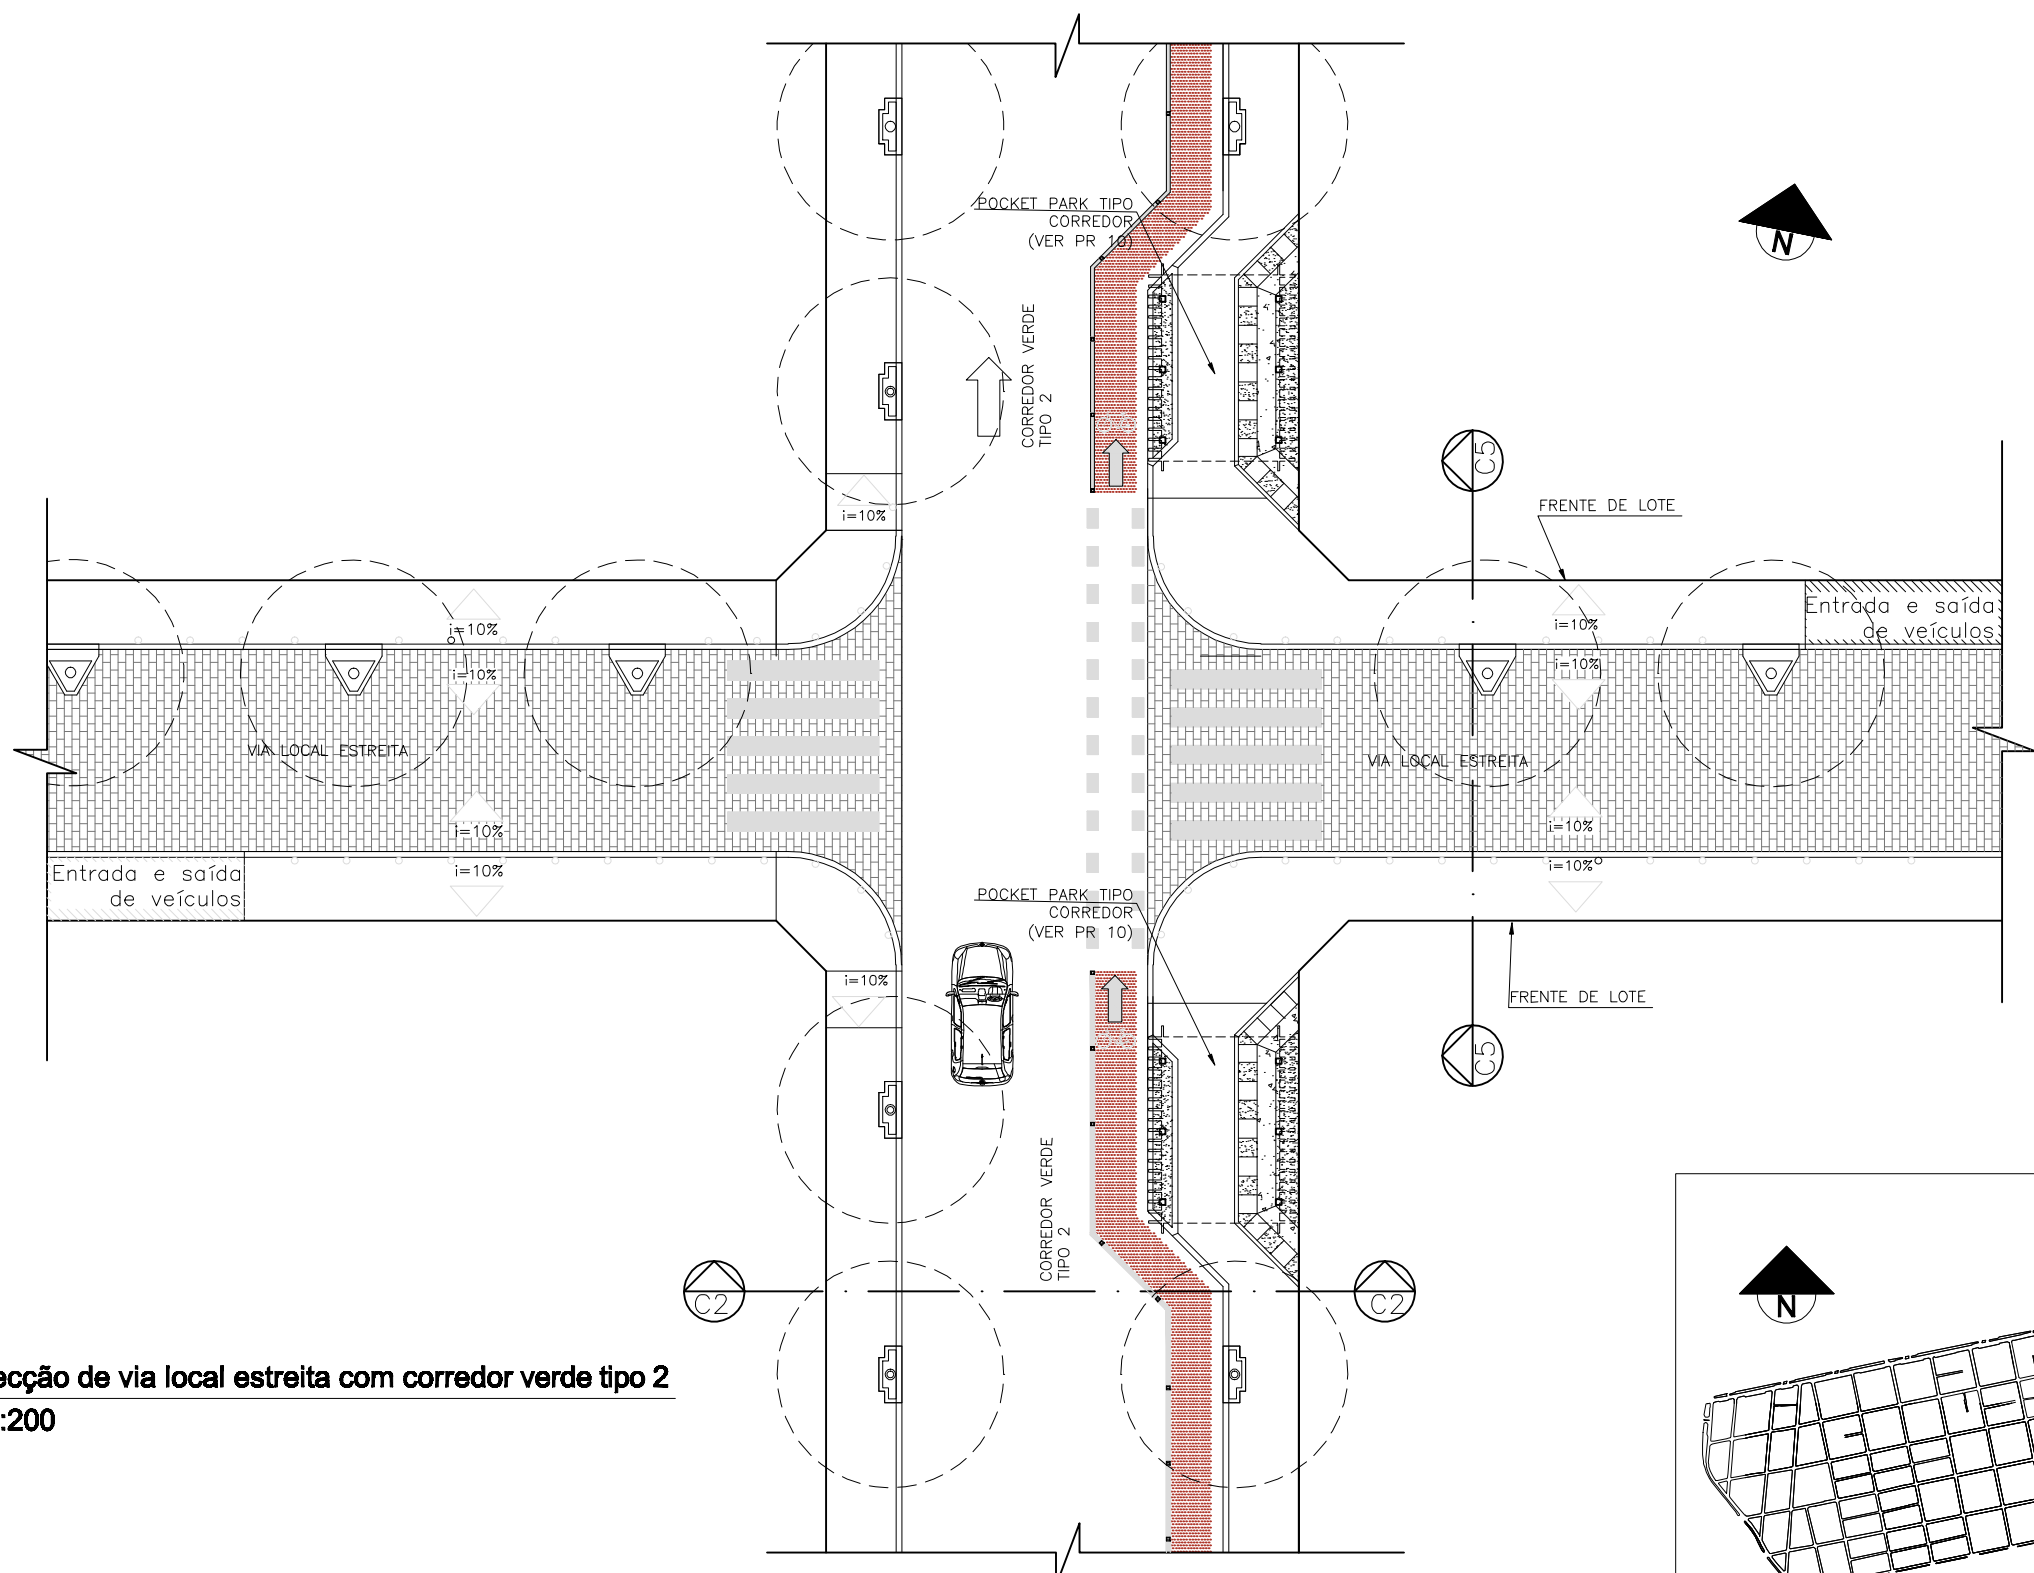 POCKET PARK TIPO
CORREDOR
(VER PR 10)
N
CORREDOR VERDE
TIPO 2
C5
FRENTE DE LOTE
i=10%
i=10%
i=10%
Entrada e saída
de veículos
i=10%
i=10%
VIA LOCAL ESTREITA
VIA LOCAL ESTREITA
i=10%
i=10%
i=10%
i=10%
Entrada e saída
de veículos
POCKET PARK TIPO
CORREDOR
(VER PR 10)
i=10%
FRENTE DE LOTE
C5
CORREDOR VERDE
TIPO 2
C2
C2
N
ecção de via local estreita com corredor verde tipo 2
:200